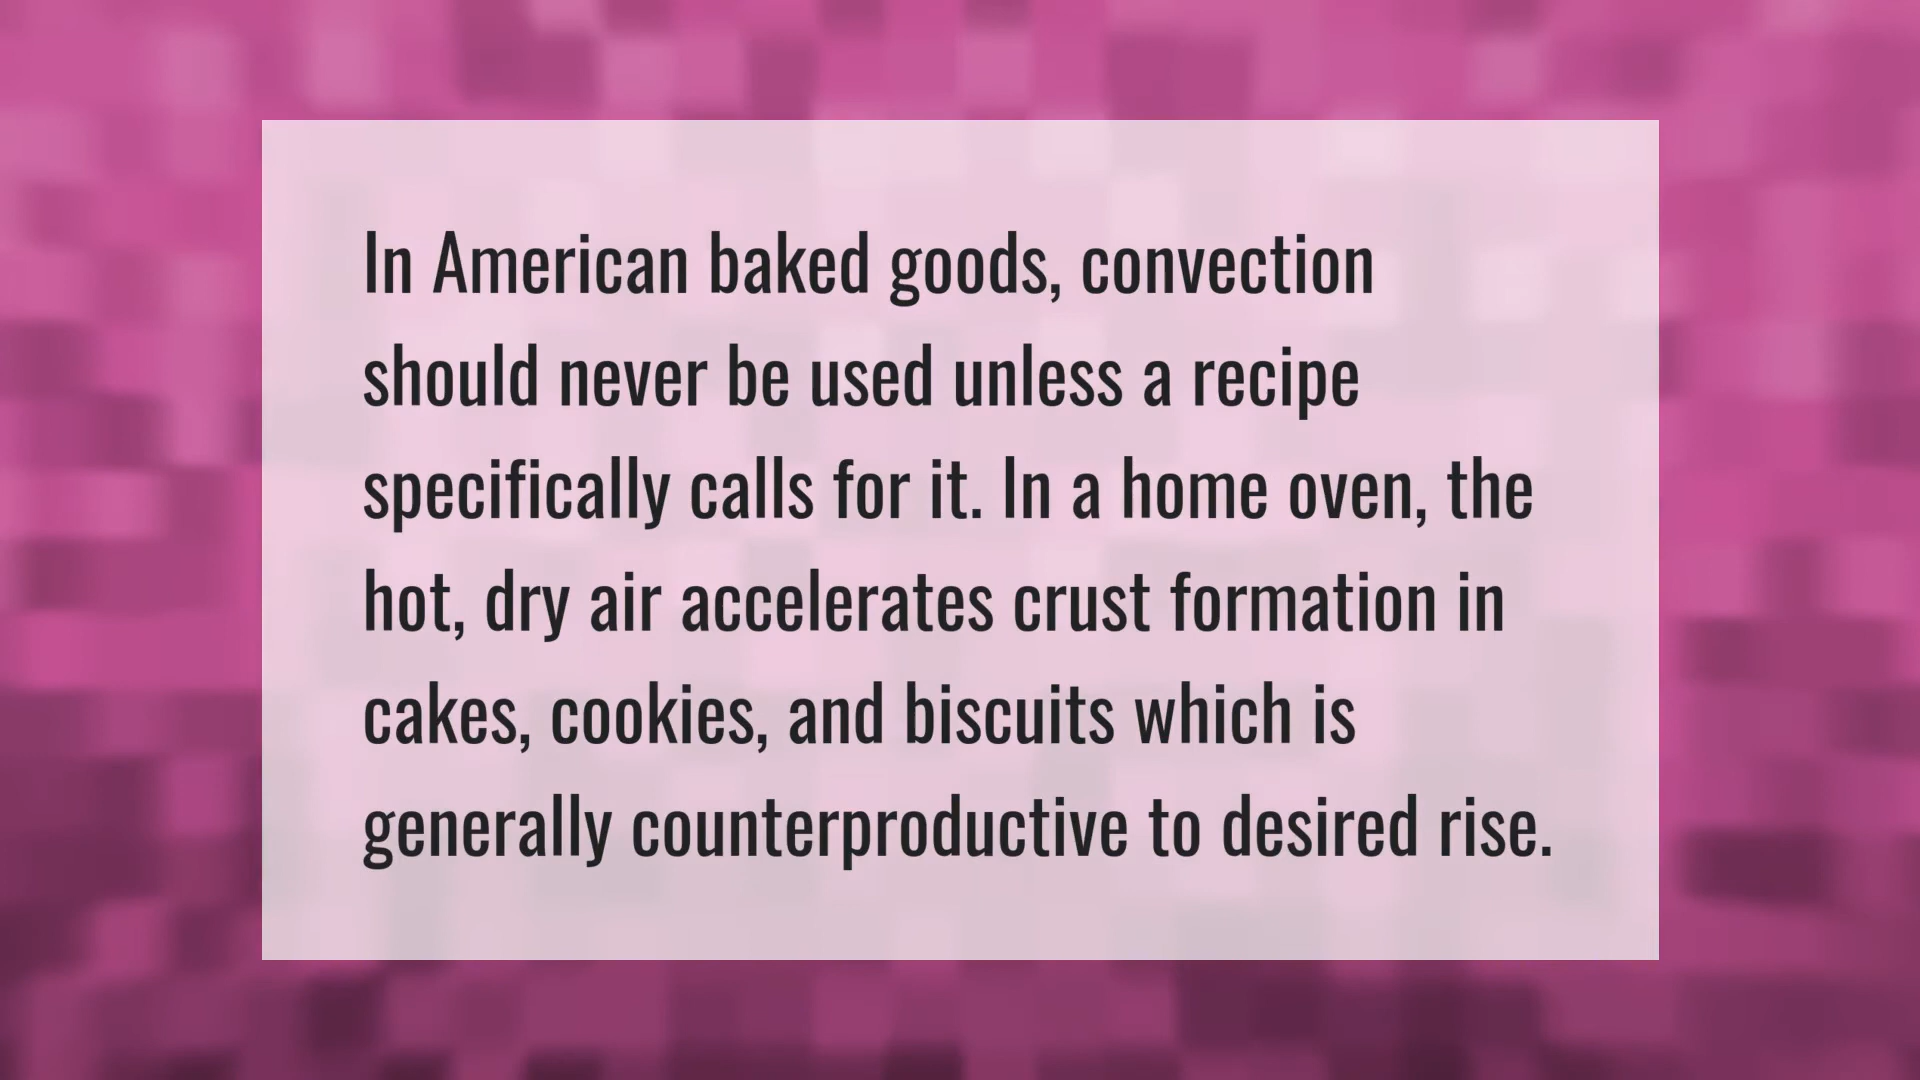 In American baked goods, convection
should never be used unless a recipe
specifically calls for it. In a home oven, the
hot, dry air accelerates crust formation in
cakes, cookies, and biscuits which is
generally counterproductive to desired rise.